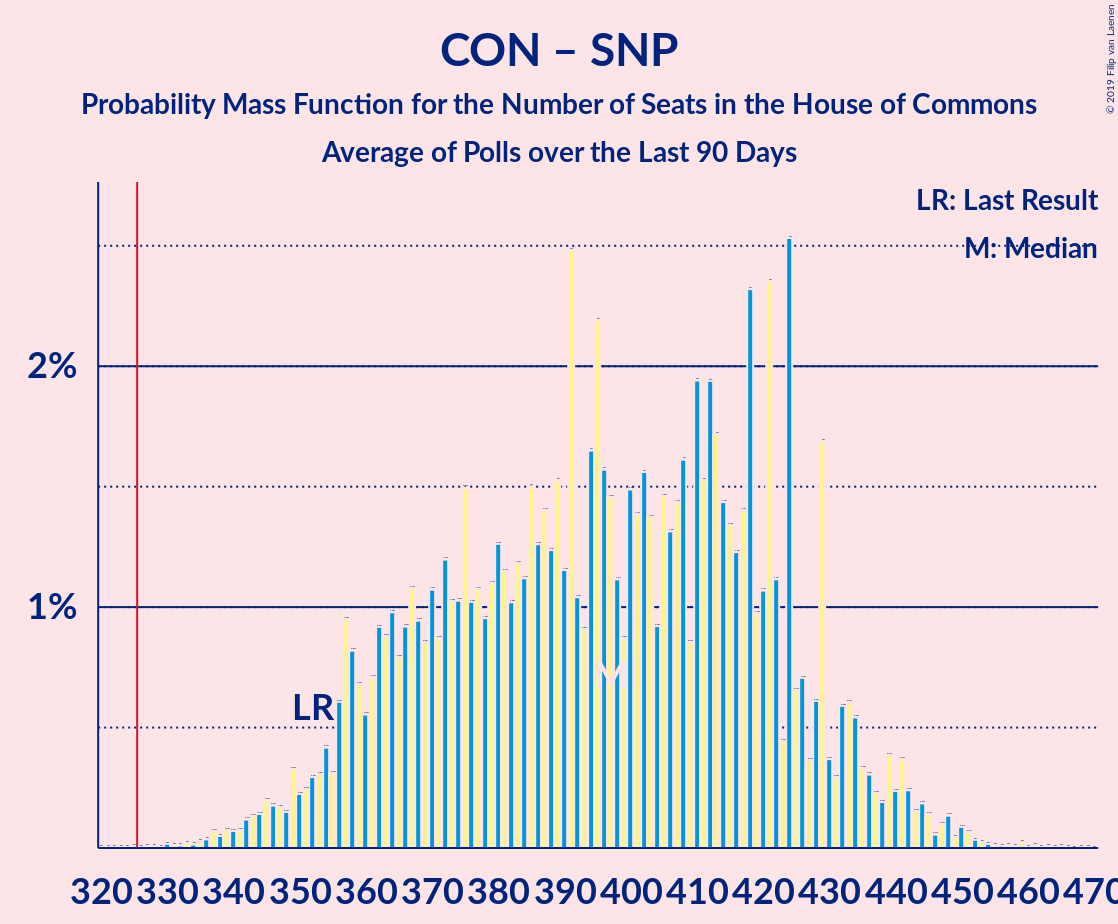 CON – SNP
Probability Mass Function for the Number of Seats in the House of Commons
Average of Polls over the Last 90 Days
© 2019 Filip van Laenen
LR: Last Result
M: Median
2%
1%
LR
M
320 330 340 350 360 370 380 390 400 410 420 430 440 450 460 470